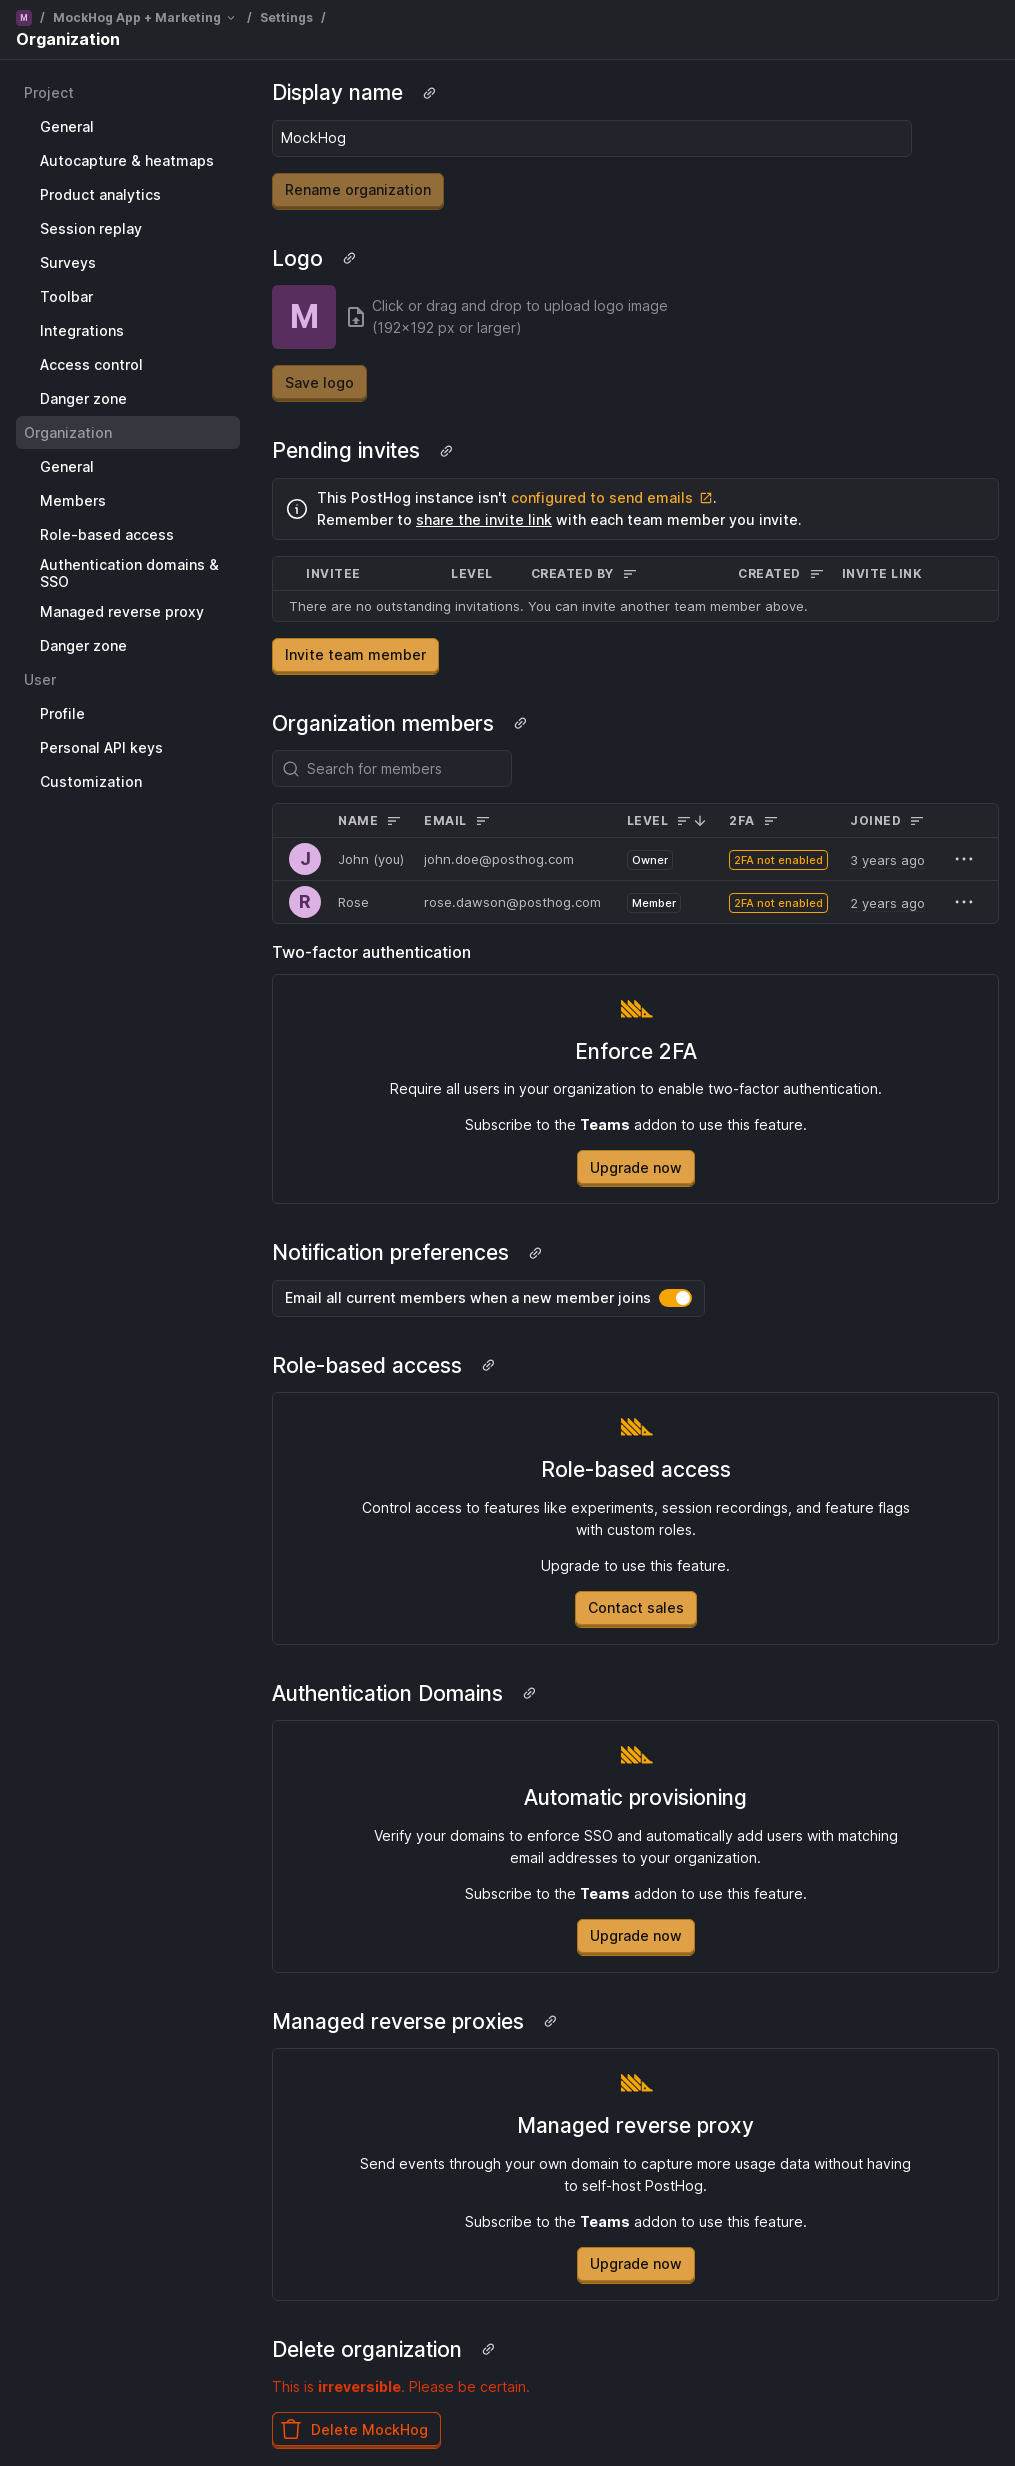 M / MockHog App + Marketing / Settings /
Organization
Project
General
Autocapture & heatmaps
Product analytics
Session replay
Surveys
Toolbar
Integrations
Access control
Danger zone
Organization
General
Members
Role-based access
Authentication domains &
SSO
Managed reverse proxy
Danger zone
User
Profile
Personal API keys
Customization
Display name
MockHog
Rename organization
Logo
M
Click or drag and drop to upload logo image
(192×192 px or larger)
Save logo
Pending invites
This PostHog instance isn't configured to send emails.
Remember to share the invite link with each team member you invite.
INVITEE LEVEL CREATED BY CREATED INVITE LINK
There are no outstanding invitations. You can invite another team member above.
Invite team member
Organization members
Search for members
NAME EMAIL LEVEL 2FA JOINED
J John (you) john.doe@posthog.com Owner 2FA not enabled 3 years ago
R Rose rose.dawson@posthog.com Member 2FA not enabled 2 years ago
Two-factor authentication
Enforce 2FA
Require all users in your organization to enable two-factor authentication.
Subscribe to the Teams addon to use this feature.
Upgrade now
Notification preferences
Email all current members when a new member joins
Role-based access
Role-based access
Control access to features like experiments, session recordings, and feature flags
with custom roles.
Upgrade to use this feature.
Contact sales
Authentication Domains
Automatic provisioning
Verify your domains to enforce SSO and automatically add users with matching
email addresses to your organization.
Subscribe to the Teams addon to use this feature.
Upgrade now
Managed reverse proxies
Managed reverse proxy
Send events through your own domain to capture more usage data without having
to self-host PostHog.
Subscribe to the Teams addon to use this feature.
Upgrade now
Delete organization
This is irreversible. Please be certain.
Delete MockHog